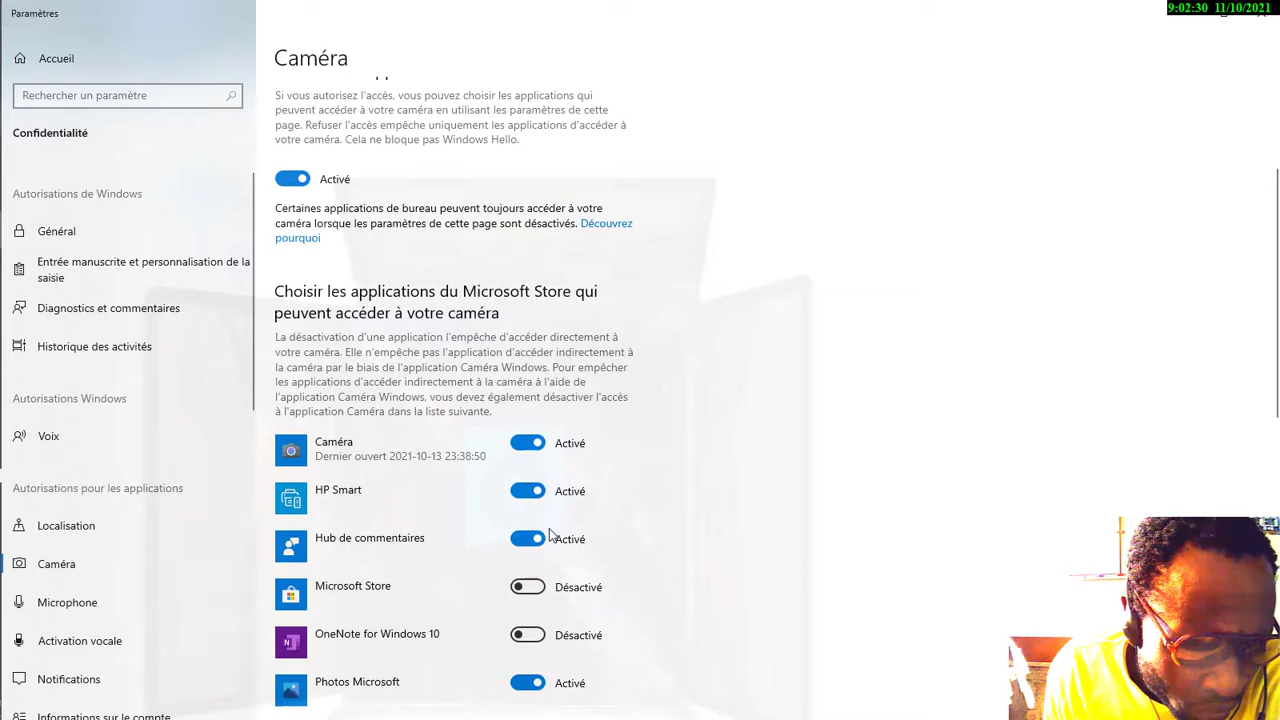 Paramètres
9:02:30 11/10/2021
Accueil
Rechercher un paramètre
Confidentialité
Autorisations de Windows
Général
Entrée manuscrite et personnalisation de la
saisie
Diagnostics et commentaires
Historique des activités
Autorisations Windows
Voix
Autorisations pour les applications
Localisation
Caméra
Microphone
Activation vocale
Notifications
Informations sur le compte
Caméra
Si vous autorisez l'accès, vous pouvez choisir les applications qui
peuvent accéder à votre caméra en utilisant les paramètres de cette
page. Refuser l'accès empêche uniquement les applications d'accéder à
votre caméra. Cela ne bloque pas Windows Hello.
Activé
Certaines applications de bureau peuvent toujours accéder à votre
caméra lorsque les paramètres de cette page sont désactivés. Découvrez
pourquoi
Choisir les applications du Microsoft Store qui
peuvent accéder à votre caméra
La désactivation d'une application l'empêche d'accéder directement à
votre caméra. Elle n'empêche pas l'application d'accéder indirectement à
la caméra par le biais de l'application Caméra Windows. Pour empêcher
les applications d'accéder indirectement à la caméra à l'aide de
l'application Caméra Windows, vous devez également désactiver l'accès
à l'application Caméra dans la liste suivante.
Caméra
Dernier ouvert 2021-10-13 23:38:50
Activé
HP Smart
Activé
Hub de commentaires
Activé
Microsoft Store
Désactivé
OneNote for Windows 10
Désactivé
Photos Microsoft
Activé